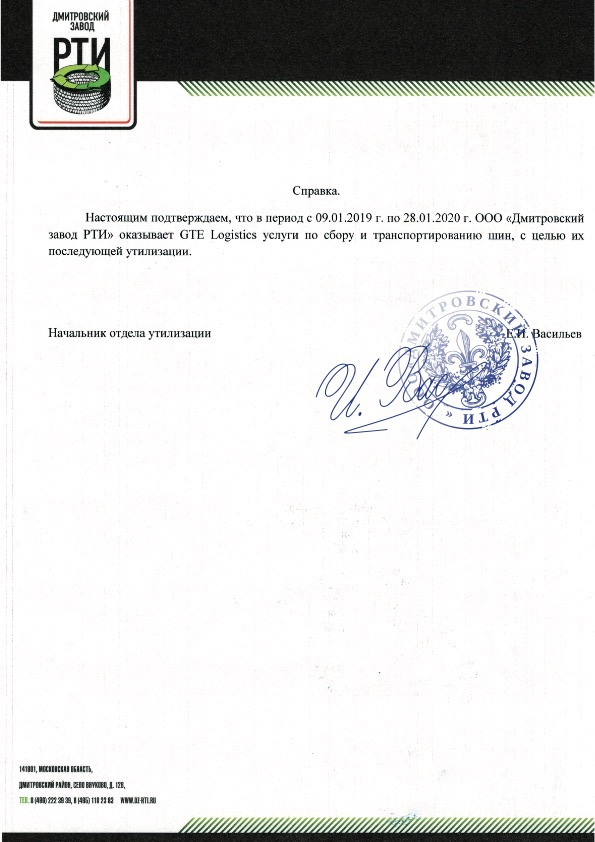 ДМИТРОВСКИЙ
ЗАВОД
РТИ
Справка.
Настоящим подтверждаем, что в период с 09.01.2019 г. по 28.01.2020 г. ООО «Дмитровский
завод РТИ» оказывает GTE Logistics услуги по сбору и транспортированию шин, с целью их
последующей утилизации.
Начальник отдела утилизации
Е.И. Васильев
ДМИТРОВСКИЙ ЗАВОД РТИ
И. Вас
141801, МОСКОВСКАЯ ОБЛАСТЬ,
ДМИТРОВСКИЙ РАЙОН, СЕЛО ВНУКОВО, Д. 126,
ТЕЛ. 8 (498) 222 39 39, 8 (495) 118 23 63 WWW.DZ-RTI.RU